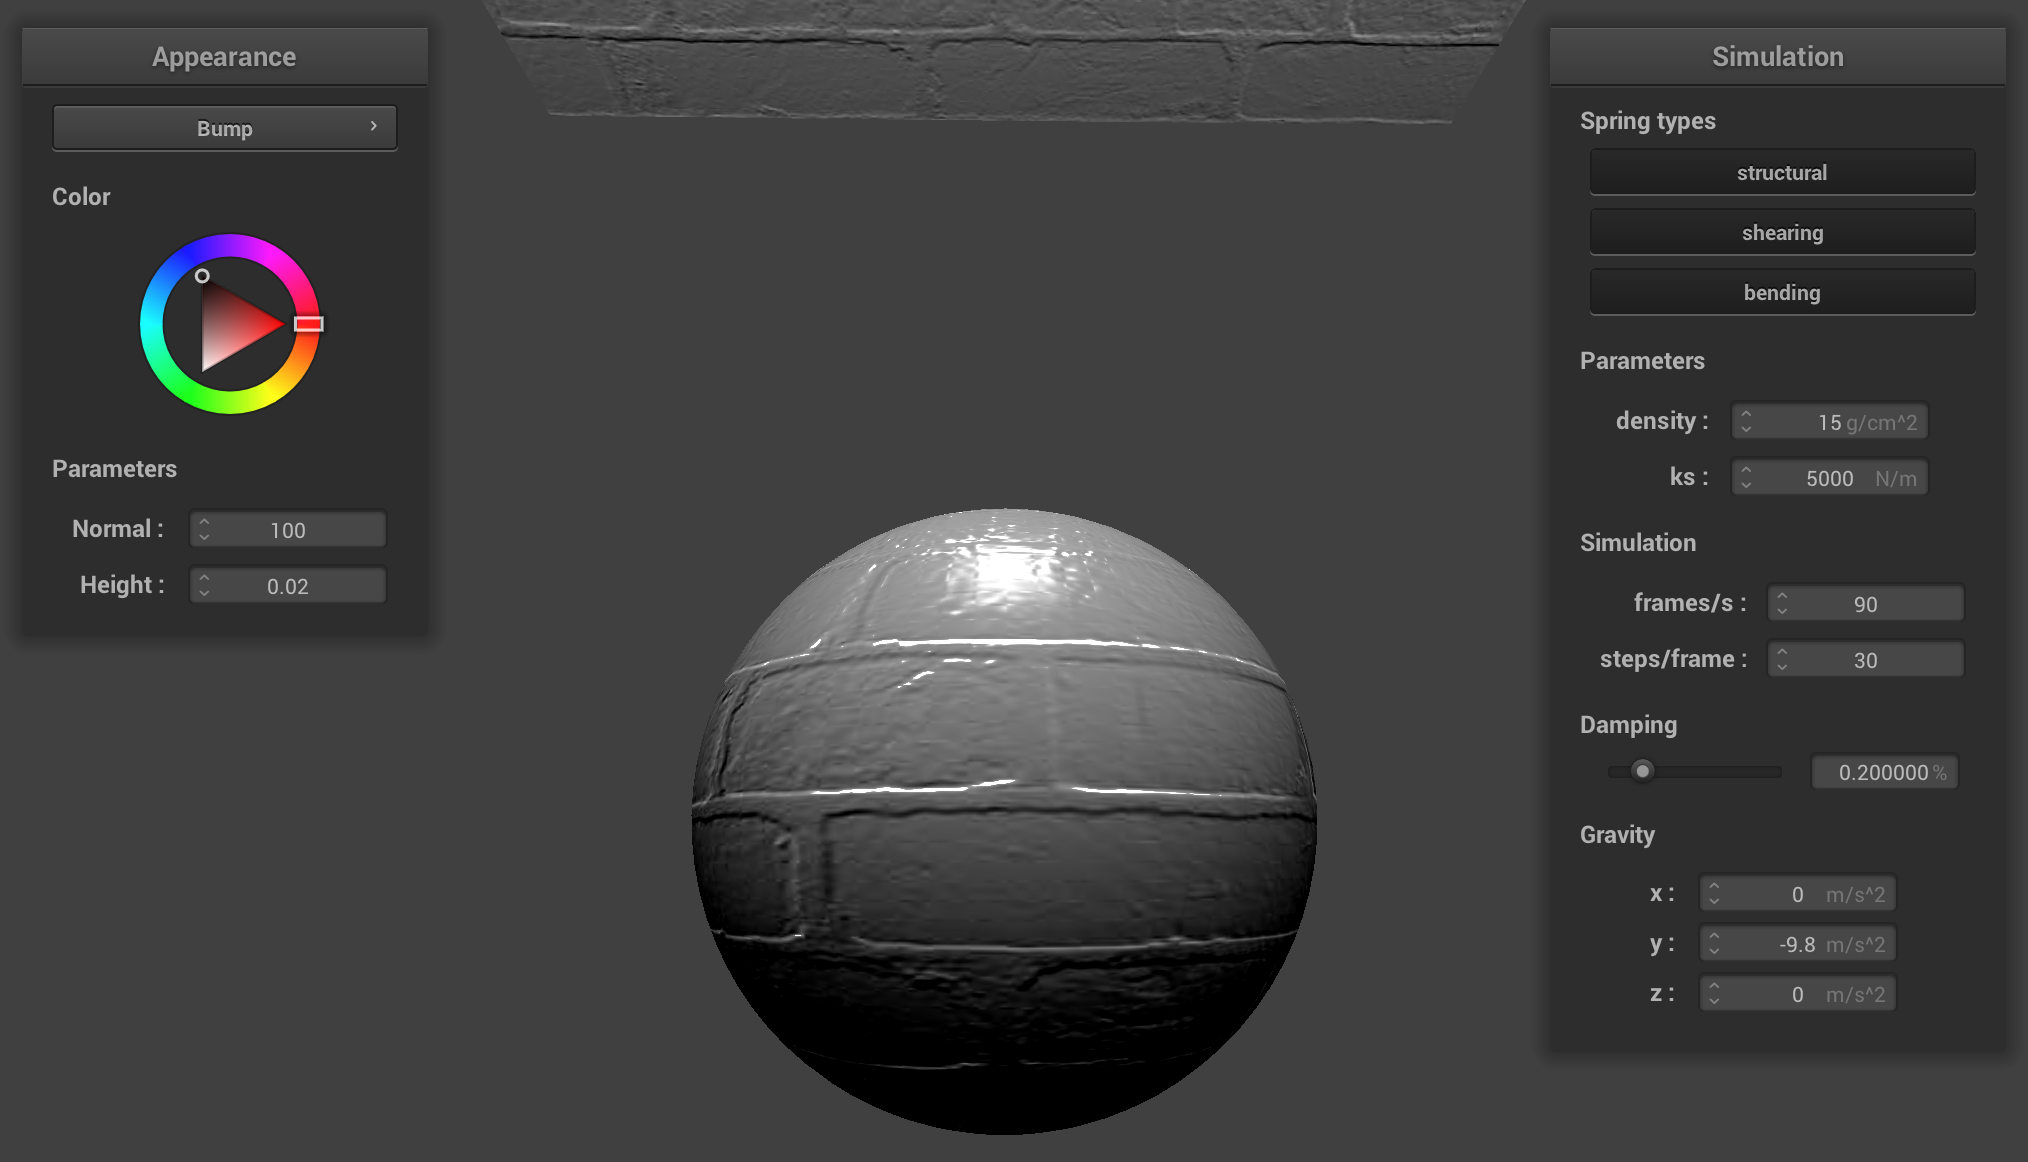 Appearance
Bump
Color
Parameters
Normal : 100
Height : 0.02
Simulation
Spring types
structural
shearing
bending
Parameters
density : 15 g/cm^2
ks : 5000 N/m
Simulation
frames/s : 90
steps/frame : 30
Damping
0.200000 %
Gravity
x : 0 m/s^2
y : -9.8 m/s^2
z : 0 m/s^2